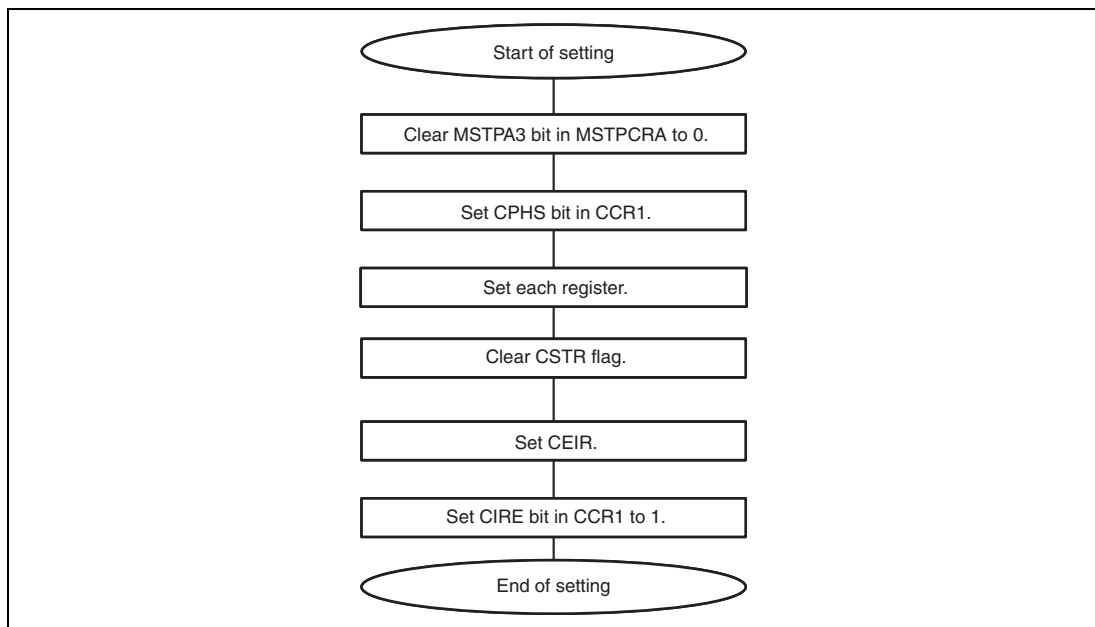 Start of setting
Clear MSTPA3 bit in MSTPCRA to 0.
Set CPHS bit in CCR1.
Set each register.
Clear CSTR flag.
Set CEIR.
Set CIRE bit in CCR1 to 1.
End of setting